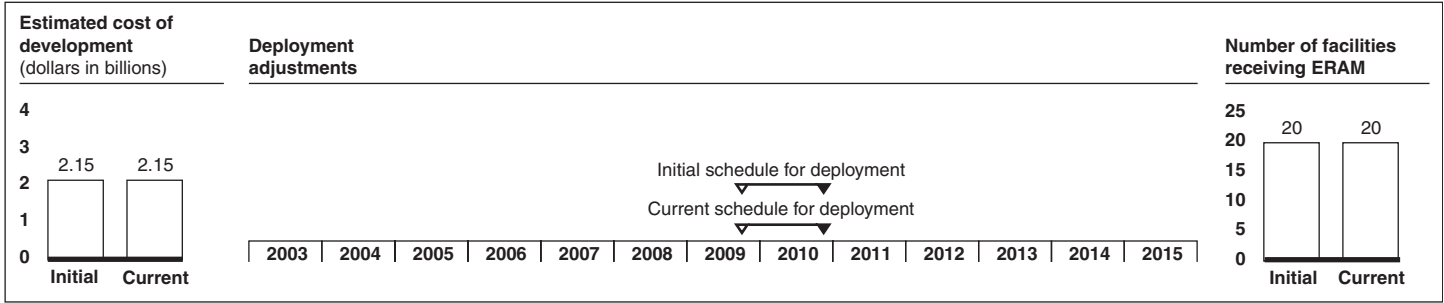 Estimated cost of
development
(dollars in billions)
4
3
2
1
0
2.15 2.15
Initial Current
Deployment
adjustments
Initial schedule for deployment
Current schedule for deployment
2003 2004 2005 2006 2007 2008 2009 2010 2011 2012 2013 2014 2015
Number of facilities
receiving ERAM
25
20
15
10
5
0
20 20
Initial Current